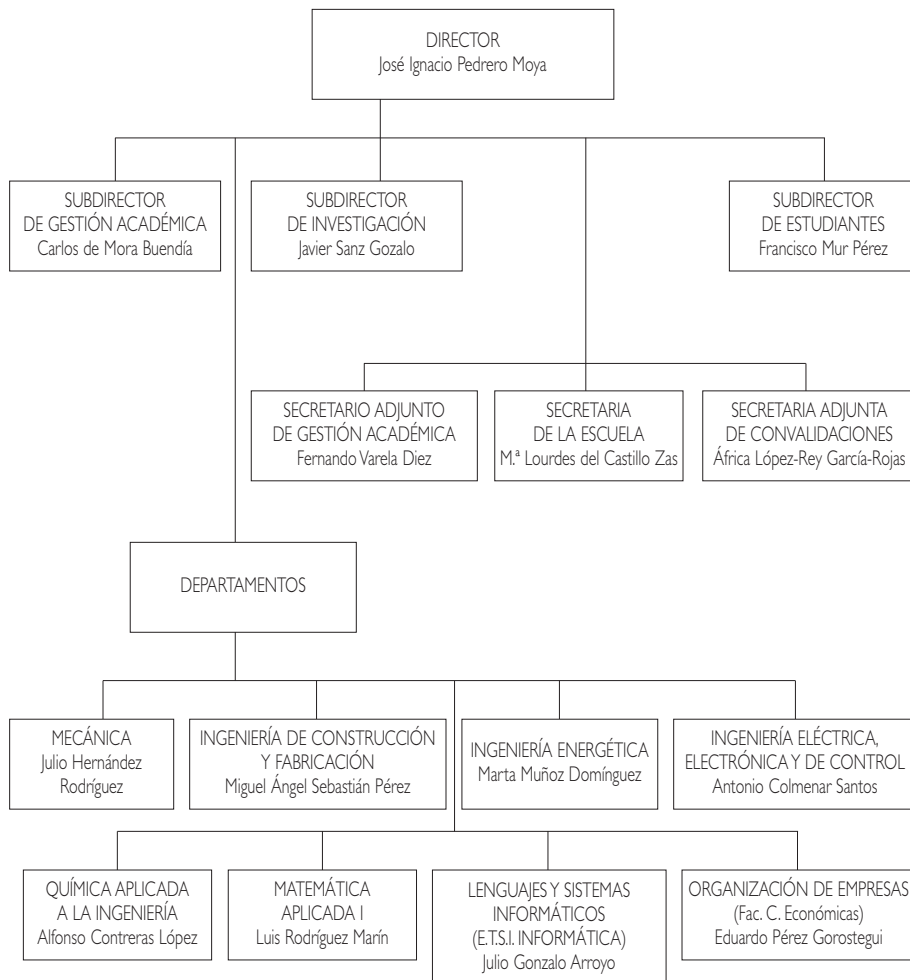 DIRECTOR
José Ignacio Pedrero Moya
SUBDIRECTOR
DE GESTIÓN ACADÉMICA
Carlos de Mora Buendía
SUBDIRECTOR
DE INVESTIGACIÓN
Javier Sanz Gozalo
SUBDIRECTOR
DE ESTUDIANTES
Francisco Mur Pérez
SECRETARIO ADJUNTO
DE GESTIÓN ACADÉMICA
Fernando Varela Diez
SECRETARIA
DE LA ESCUELA
M.ª Lourdes del Castillo Zas
SECRETARIA ADJUNTA
DE CONVALIDACIONES
África López-Rey García-Rojas
DEPARTAMENTOS
MECÁNICA
Julio Hernández
Rodríguez
INGENIERÍA DE CONSTRUCCIÓN
Y FABRICACIÓN
Miguel Ángel Sebastián Pérez
INGENIERÍA ENERGÉTICA
Marta Muñoz Domínguez
INGENIERÍA ELÉCTRICA,
ELECTRÓNICA Y DE CONTROL
Antonio Colmenar Santos
QUÍMICA APLICADA
A LA INGENIERÍA
Alfonso Contreras López
MATEMÁTICA
APLICADA I
Luis Rodríguez Marín
LENGUAJES Y SISTEMAS
INFORMÁTICOS
(E.T.S.I. INFORMÁTICA)
Julio Gonzalo Arroyo
ORGANIZACIÓN DE EMPRESAS
(Fac. C. Económicas)
Eduardo Pérez Gorostegui